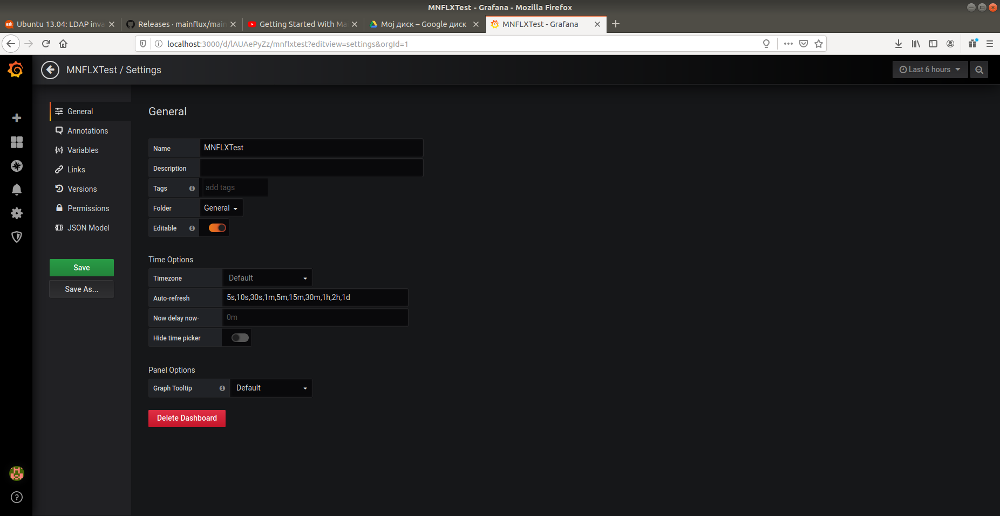 MNFLXTest - Grafana - Mozilla Firefox
ask Ubuntu 13.04: LDAP inva
Releases · mainflux/main
Getting Started With Ma
Мој диск – Google диск
MNFLXTest - Grafana
localhost:3000/d/lAUAePyZz/mnflxtest?editview=settings&orgId=1
MNFLXTest / Settings
Last 6 hours
General
Annotations
Variables
Links
Versions
Permissions
JSON Model
Save
Save As...
General
Name MNFLXTest
Description
Tags add tags
Folder General
Editable
Time Options
Timezone Default
Auto-refresh 5s,10s,30s,1m,5m,15m,30m,1h,2h,1d
Now delay now- 0m
Hide time picker
Panel Options
Graph Tooltip Default
Delete Dashboard